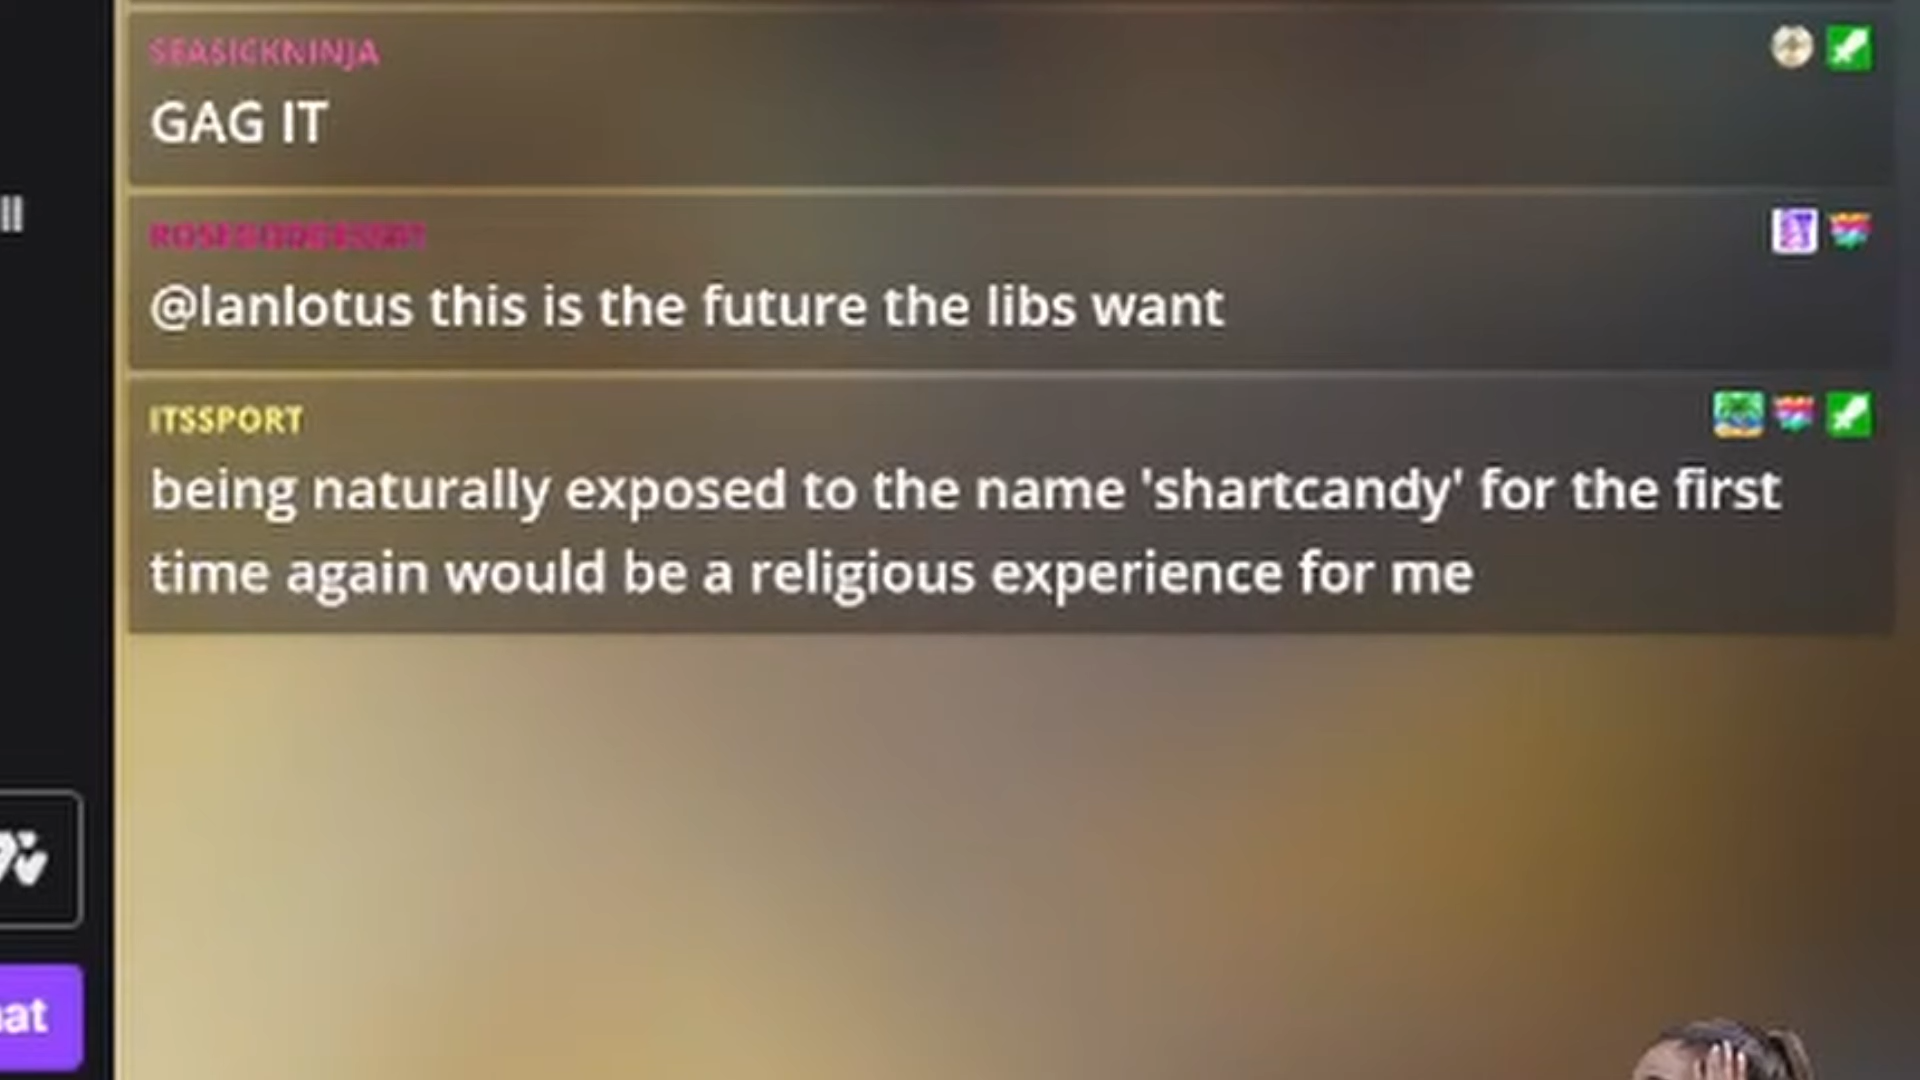 SEASICKNINJA
GAG IT
@lanlotus this is the future the libs want
ITSSPORT
being naturally exposed to the name 'shartcandy' for the first
time again would be a religious experience for me